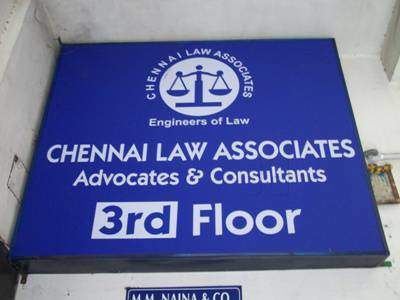 CHENNAI LAW ASSOCIATES
Engineers of Law
CHENNAI LAW ASSOCIATES
Advocates & Consultants
3rd Floor
M.M. NAINA & CO.